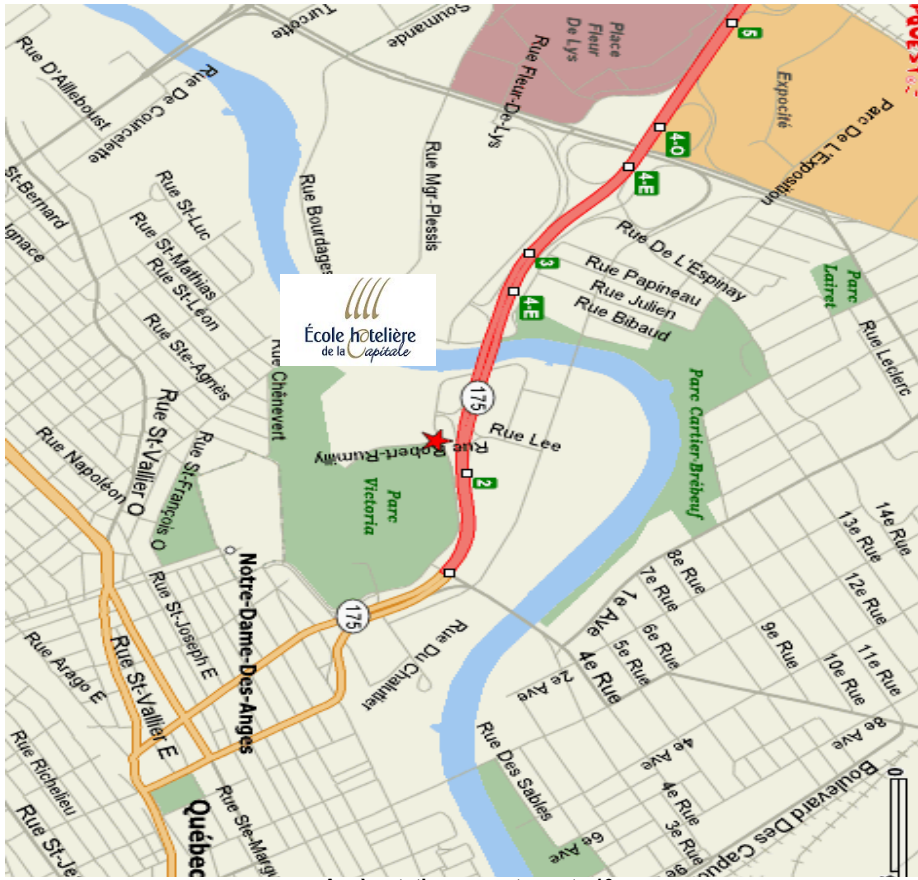 Turcotte
Soumande
Place
Fleur
De Lys
5
Rue D'Ailleboust
Rue De Courcelette
Rue Fleur-De-Lys
Expocité
Parc De L'Exposition
4-O
4-E
St-Bernard
Ignace
Rue St-Luc
Rue St-Mathias
Rue St-Léon
Rue Bourdages
Rue Mgr-Plessis
Rue De L'Espinay
Rue Papineau
Rue Julien
Rue Bibaud
3
4-E
Parc
Lairet
Rue Leclerc
École hôtelière
de la Capitale
Rue Ste-Agnès
Rue Chênevert
Rue St-Vallier O
Rue St-François O
Rue Napoléon
175
Rue Lee
Rue Robert-Rumilly
2
Parc
Victoria
Parc Cartier-Brébeuf
14e Rue
13e Rue
12e Rue
11e Rue
10e Rue
9e Rue
8e Rue
7e Rue
6e Rue
5e Rue
4e Rue
1e Ave
2e Ave
Notre-Dame-Des-Anges
175
Rue St-Joseph E
Rue Du Chalutier
Rue Arago E
Rue St-Vallier E
Rue Richelieu
Rue St-Je
Québec
Rue Ste-Margu
Rue Des Sables
4e Ave
4e Rue
3e Rue
6e Ave
8e Ave
9e
Boulevard Des Capuc
0